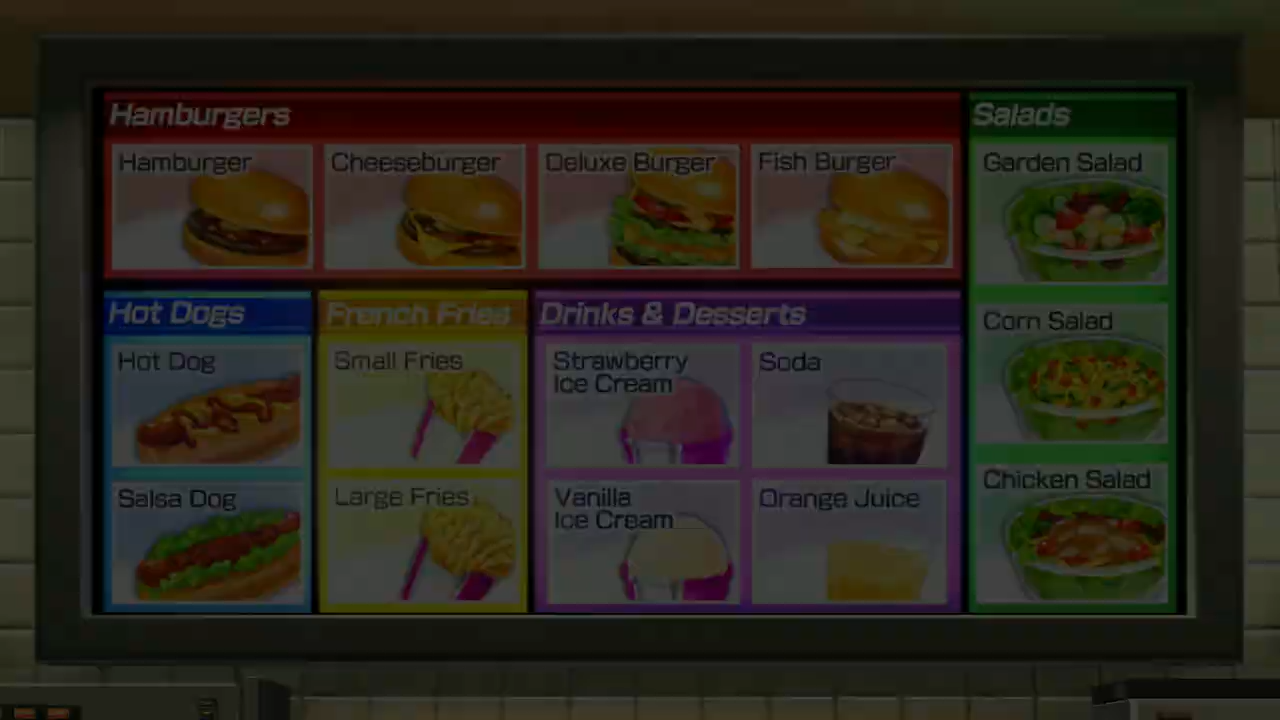 Hamburgers
Hamburger
Cheeseburger
Deluxe Burger
Fish Burger
Hot Dogs
Hot Dog
Salsa Dog
French Fries
Small Fries
Large Fries
Drinks & Desserts
Strawberry
Ice Cream
Soda
Vanilla
Ice Cream
Orange Juice
Salads
Garden Salad
Corn Salad
Chicken Salad